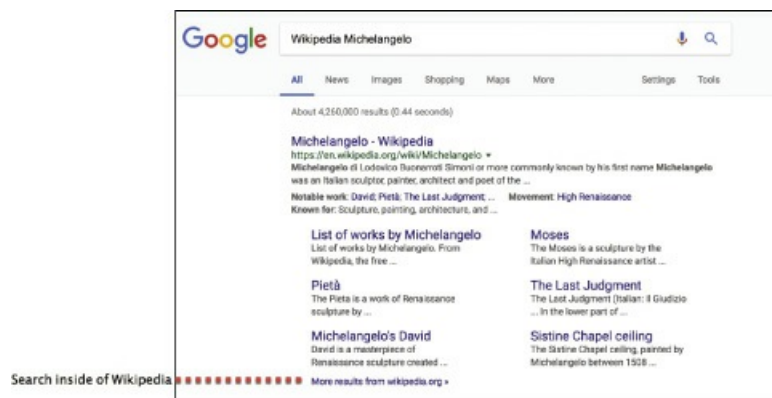 Google
Wikipedia Michelangelo
All News Images Shopping Maps More Settings Tools
About 4,260,000 results (0.44 seconds)
Michelangelo - Wikipedia
https://en.wikipedia.org/wiki/Michelangelo
Michelangelo di Lodovico Buonarroti Simoni or more commonly known by his first name Michelangelo
was an Italian sculptor, painter, architect and poet of the ...
Notable work: David; Pietà; The Last Judgment; ... Movement: High Renaissance
Known for: Sculpture, painting, architecture, and ...
List of works by Michelangelo
List of works by Michelangelo. From
Wikipedia, the free ...
Moses
The Moses is a sculpture by the
Italian High Renaissance artist ...
Pietà
The Pieta is a work of Renaissance
sculpture by ...
The Last Judgment
The Last Judgment (Italian: Il Giudizio
... In the lower part of ...
Michelangelo's David
David is a masterpiece of
Renaissance sculpture created ...
Sistine Chapel ceiling
The Sistine Chapel ceiling, painted by
Michelangelo between 1508 ...
Search inside of Wikipedia
More results from wikipedia.org »